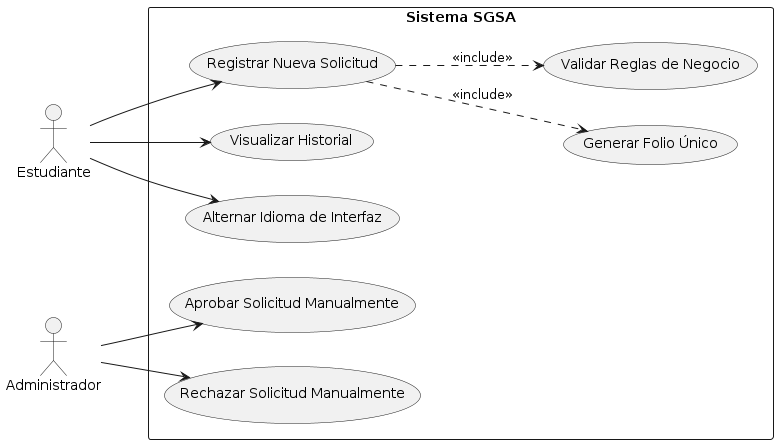 Sistema SGSA
Registrar Nueva Solicitud
«include»
Validar Reglas de Negocio
«include»
Generar Folio Único
Visualizar Historial
Estudiante
Alternar Idioma de Interfaz
Aprobar Solicitud Manualmente
Administrador
Rechazar Solicitud Manualmente